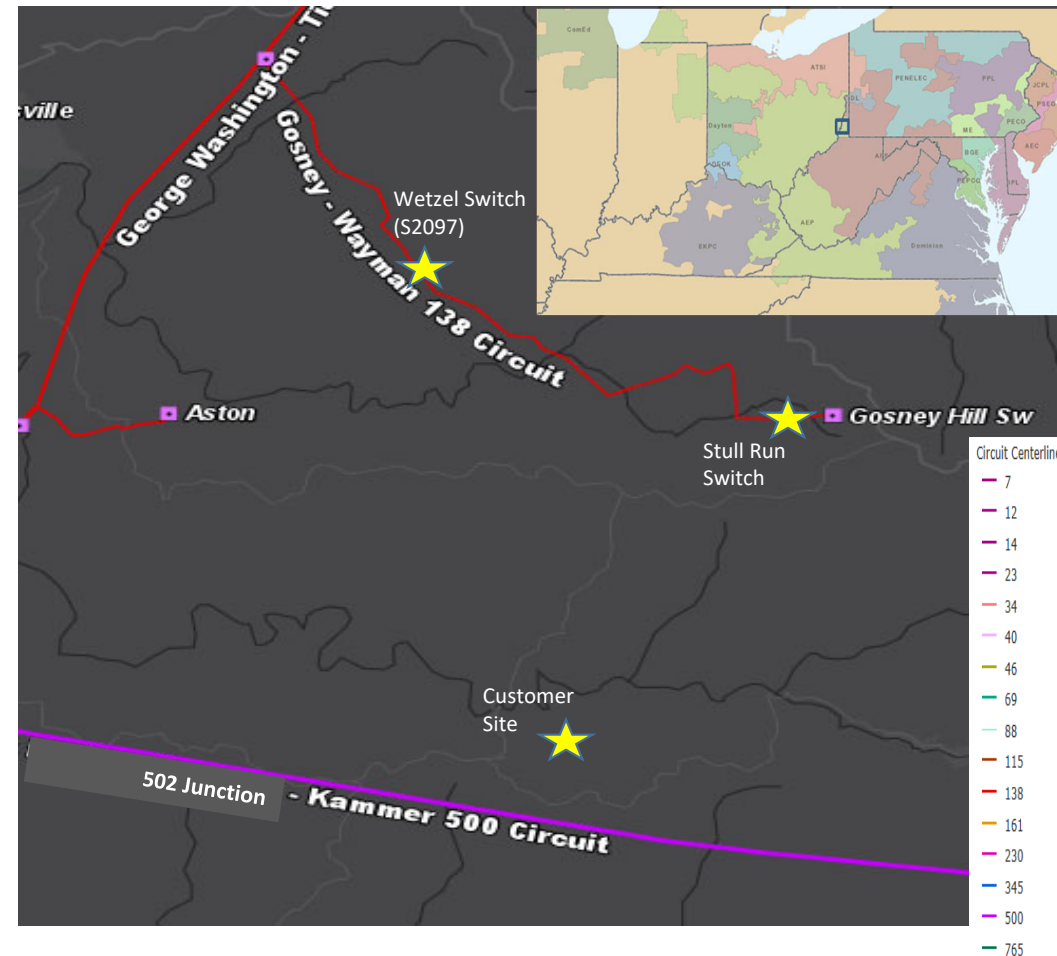 sville
George Washington - Tid
Gosney - Wayman 138 Circuit
Wetzel Switch
(S2097)
Aston
Gosney Hill Sw
Stull Run
Switch
Customer
Site
502 Junction - Kammer 500 Circuit
ComEd
ATSI
PENELEC
PPL
JCPL
PSEG
Dayton
ME
PECO
AEC
BGE
PEPCO
DPL
AEP
EKPC
Dominion
Circuit Centerline
7
12
14
23
34
40
46
69
88
115
138
161
230
345
500
765